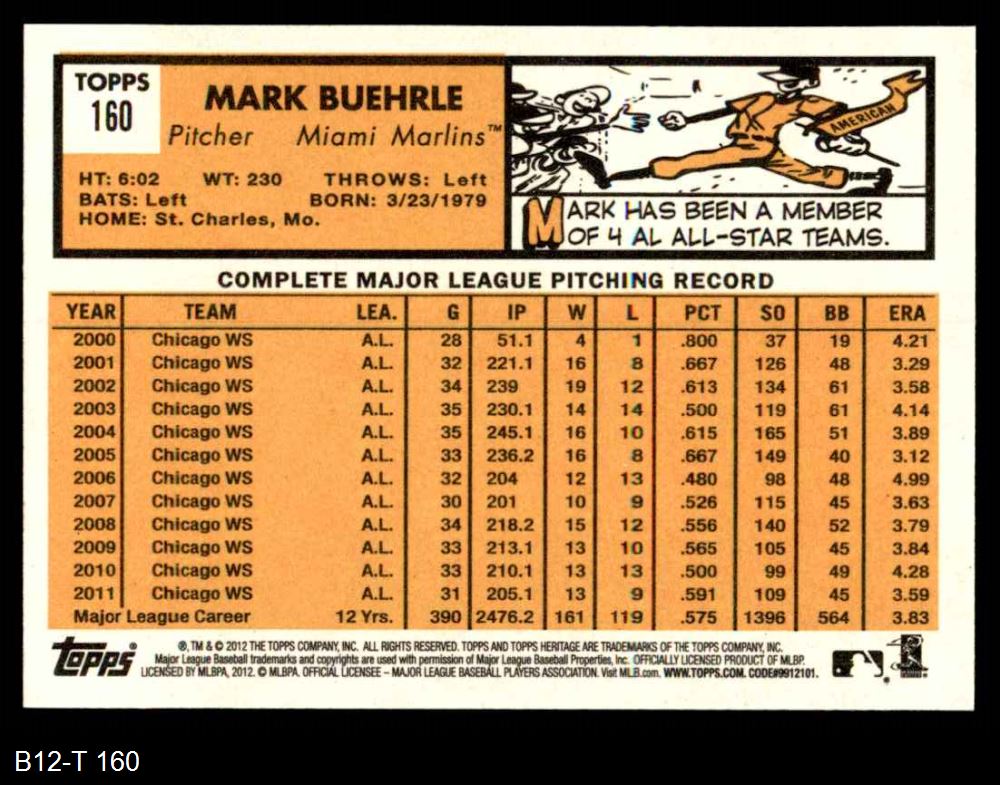 TOPPS
160
MARK BUEHRLE
Pitcher Miami Marlins™
HT: 6:02 WT: 230 THROWS: Left
BATS: Left BORN: 3/23/1979
HOME: St. Charles, Mo.
AMERICAN
MARK HAS BEEN A MEMBER
OF 4 AL ALL-STAR TEAMS.
COMPLETE MAJOR LEAGUE PITCHING RECORD
YEAR TEAM LEA. G IP W L PCT SO BB ERA
2000 Chicago WS A.L. 28 51.1 4 1 .800 37 19 4.21
2001 Chicago WS A.L. 32 221.1 16 8 .667 126 48 3.29
2002 Chicago WS A.L. 34 239 19 12 .613 134 61 3.58
2003 Chicago WS A.L. 35 230.1 14 14 .500 119 61 4.14
2004 Chicago WS A.L. 35 245.1 16 10 .615 165 51 3.89
2005 Chicago WS A.L. 33 236.2 16 8 .667 149 40 3.12
2006 Chicago WS A.L. 32 204 12 13 .480 98 48 4.99
2007 Chicago WS A.L. 30 201 10 9 .526 115 45 3.63
2008 Chicago WS A.L. 34 218.2 15 12 .556 140 52 3.79
2009 Chicago WS A.L. 33 213.1 13 10 .565 105 45 3.84
2010 Chicago WS A.L. 33 210.1 13 13 .500 99 49 4.28
2011 Chicago WS A.L. 31 205.1 13 9 .591 109 45 3.59
Major League Career 12 Yrs. 390 2476.2 161 119 .575 1396 564 3.83
topps®
®, TM & © 2012 THE TOPPS COMPANY, INC. ALL RIGHTS RESERVED. TOPPS AND TOPPS HERITAGE ARE TRADEMARKS OF THE TOPPS COMPANY, INC.
Major League Baseball trademarks and copyrights are used with permission of Major League Baseball Properties, Inc. OFFICIALLY LICENSED PRODUCT OF MLBP.
LICENSED BY MLBPA, 2012. © MLBPA. OFFICIAL LICENSEE – MAJOR LEAGUE BASEBALL PLAYERS ASSOCIATION. Visit MLB.com. WWW.TOPPS.COM. CODE#9912101.
B12-T 160